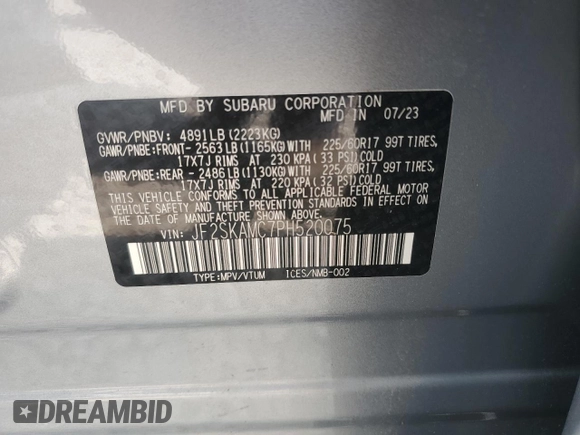 MFD BY SUBARU CORPORATION
MFD IN 07/23
GVWR/PNBV: 4891LB(2223KG)
GAWR/PNBE:FRONT- 2563LB(1165KG)WITH 225/60R17 99T TIRES,
17X7J RIMS AT 230 KPA( 33 PSI)COLD
GAWR/PNBE:REAR - 2486LB(1130KG)WITH 225/60R17 99T TIRES,
17X7J RIMS AT 220 KPA( 32 PSI)COLD
THIS VEHICLE CONFORMS TO ALL APPLICABLE FEDERAL MOTOR
VEHICLE SAFETY AND BUMPER STANDARDS IN EFFECT ON THE
DATE OF MANUFACTURE SHOWN ABOVE.
VIN: JF2SKAMC7PH520075
TYPE:MPV/VTUM ICES/NMB-002
DREAMBID